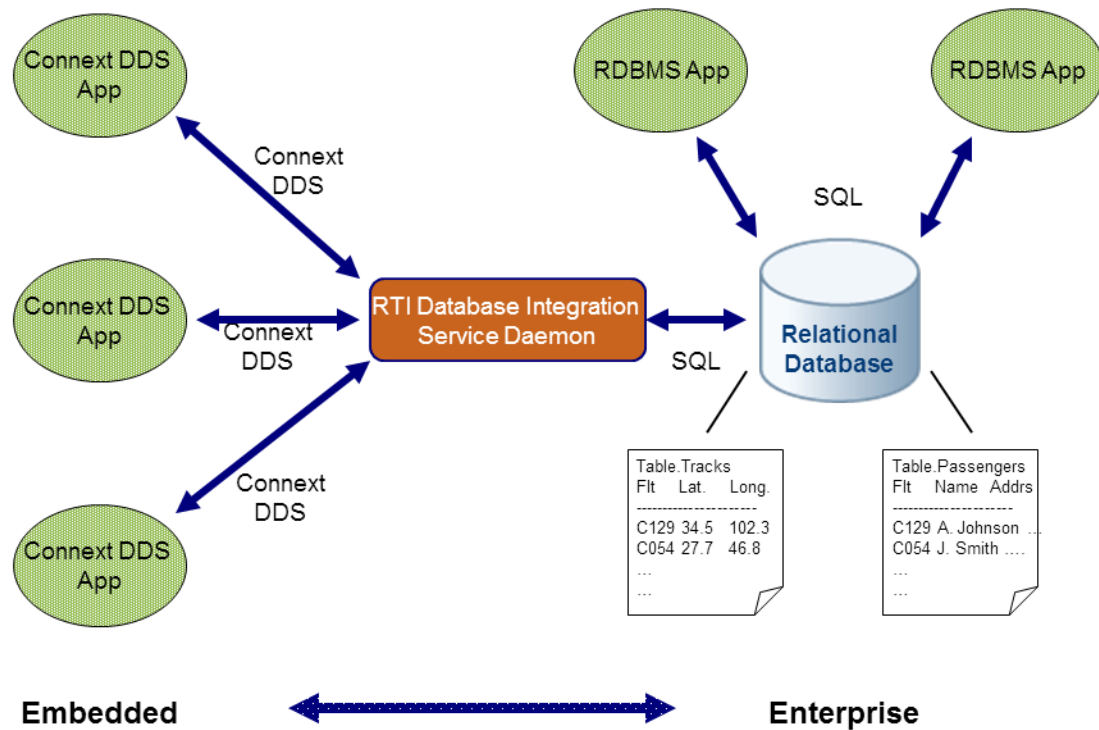 Connext DDS
App
RDBMS App
RDBMS App
Connext
DDS
SQL
Connext DDS
App
Connext
DDS
RTI Database Integration
Service Daemon
SQL
Relational
Database
Connext
DDS
Connext DDS
App
Table.Tracks
Flt Lat. Long.
----------------------
C129 34.5 102.3
C054 27.7 46.8
...
...
Table.Passengers
Flt Name Addrs
----------------------
C129 A. Johnson ...
C054 J. Smith ....
...
...
Embedded
Enterprise